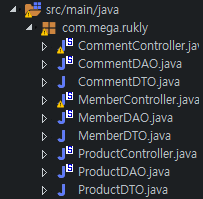 src/main/java
com.mega.rukly
CommentController.java
CommentDAO.java
CommentDTO.java
MemberController.java
MemberDAO.java
MemberDTO.java
ProductController.java
ProductDAO.java
ProductDTO.java